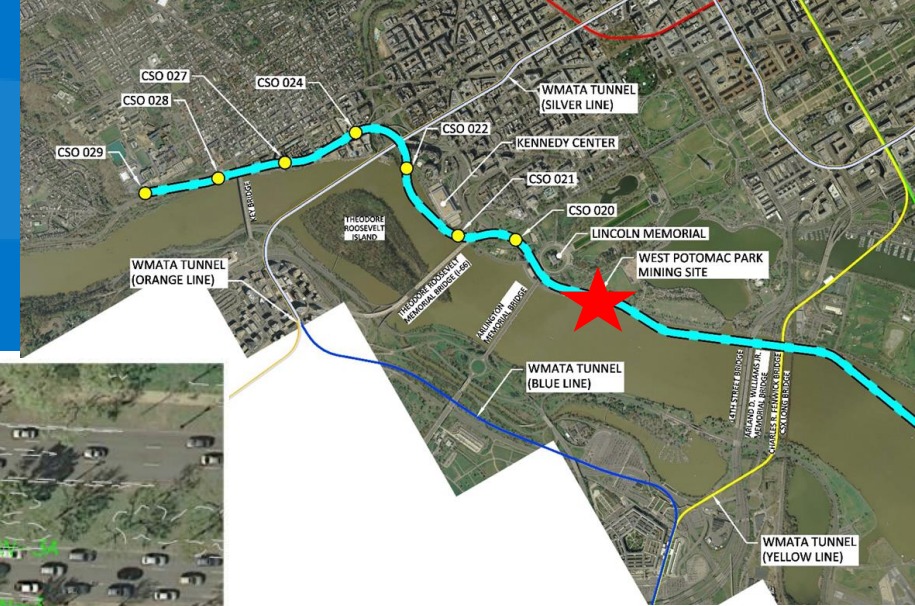 CSO 027
CSO 024
CSO 028
CSO 029
WMATA TUNNEL
(SILVER LINE)
CSO 022
KENNEDY CENTER
CSO 021
CSO 020
KEY BRIDGE
THEODORE
ROOSEVELT
ISLAND
LINCOLN MEMORIAL
WEST POTOMAC PARK
MINING SITE
WMATA TUNNEL
(ORANGE LINE)
THEODORE ROOSEVELT
MEMORIAL BRIDGE (I-66)
ARLINGTON
MEMORIAL BRIDGE
WMATA TUNNEL
(BLUE LINE)
14TH STREET BRIDGE
ARLAND D. WILLIAMS JR.
MEMORIAL BRIDGE
CHARLES R. FENWICK BRIDGE
CSX LONG BRIDGE
WMATA TUNNEL
(YELLOW LINE)